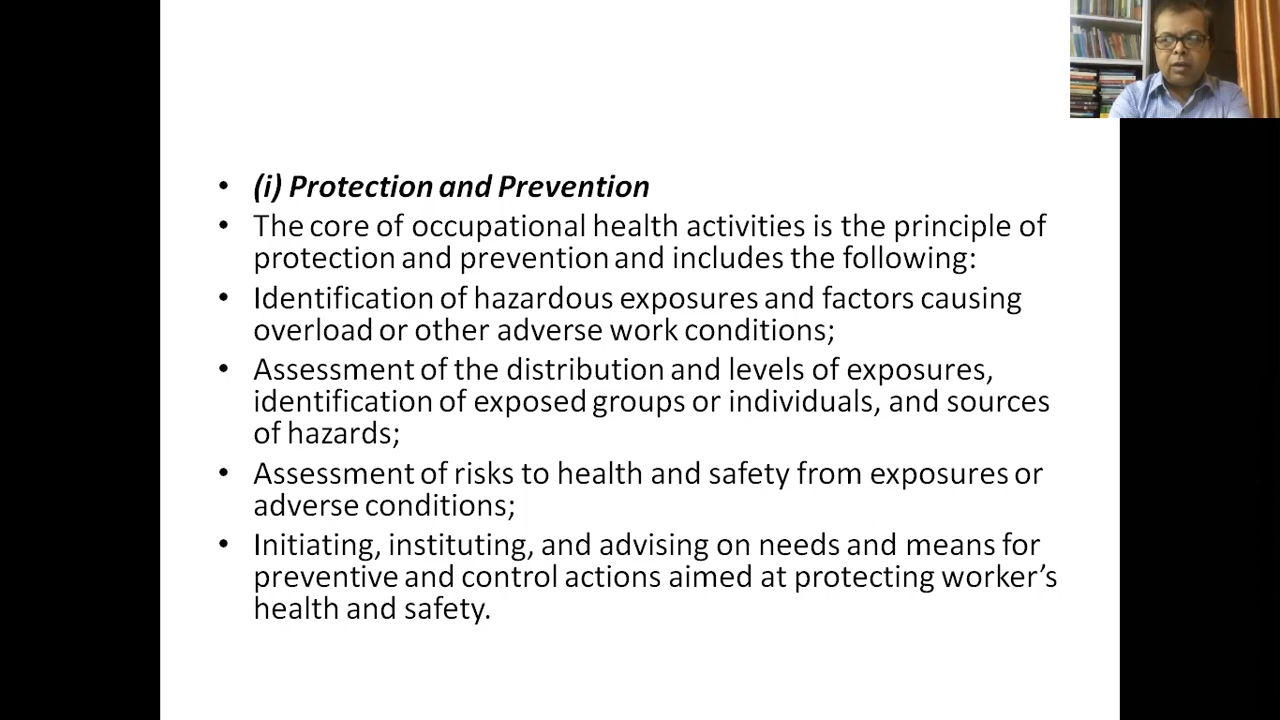 • (i) Protection and Prevention
• The core of occupational health activities is the principle of
protection and prevention and includes the following:
• Identification of hazardous exposures and factors causing
overload or other adverse work conditions;
• Assessment of the distribution and levels of exposures,
identification of exposed groups or individuals, and sources
of hazards;
• Assessment of risks to health and safety from exposures or
adverse conditions;
• Initiating, instituting, and advising on needs and means for
preventive and control actions aimed at protecting worker’s
health and safety.